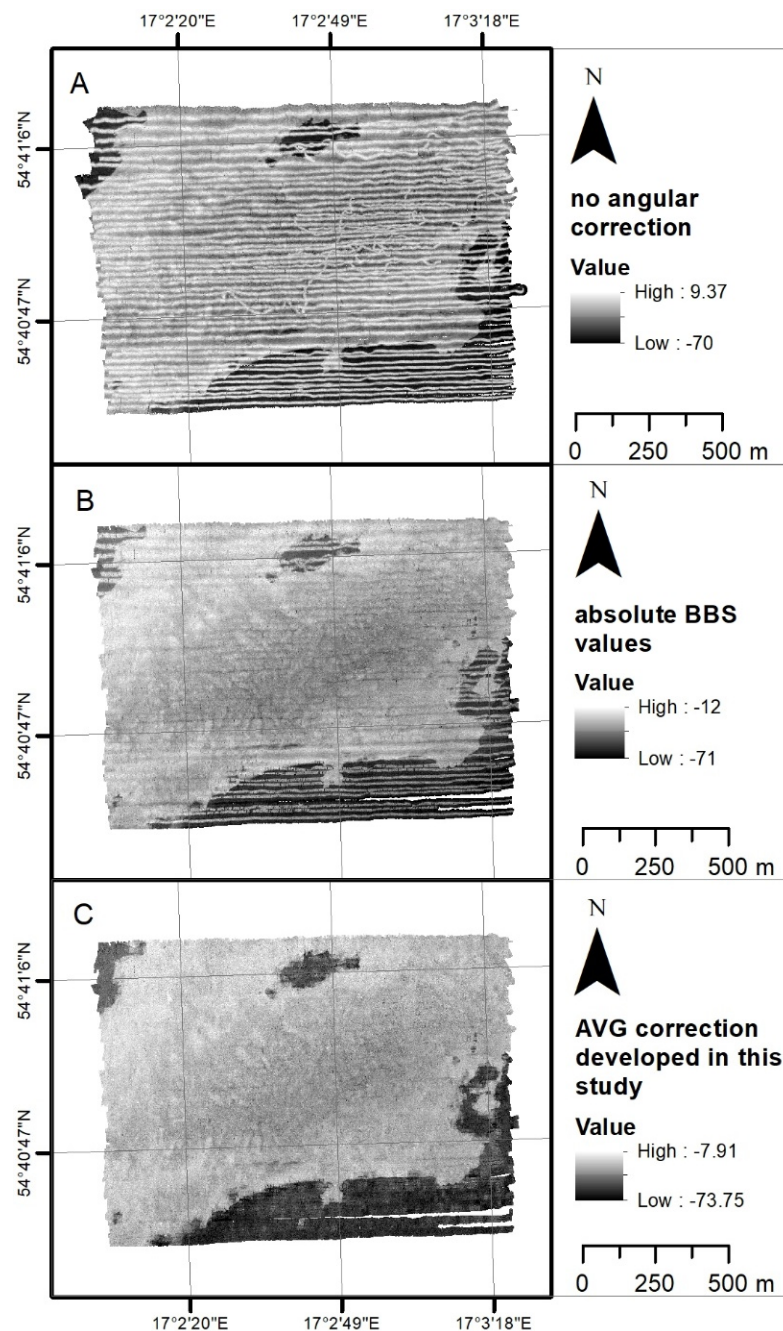 17°2'20"E 17°2'49"E 17°3'18"E
A
54°41'6"N
54°40'47"N
N
no angular
correction
Value
High : 9.37
Low : -70
0 250 500 m
B
54°41'6"N
54°40'47"N
N
absolute BBS
values
Value
High : -12
Low : -71
0 250 500 m
C
54°41'6"N
54°40'47"N
N
AVG correction
developed in this
study
Value
High : -7.91
Low : -73.75
0 250 500 m
17°2'20"E 17°2'49"E 17°3'18"E